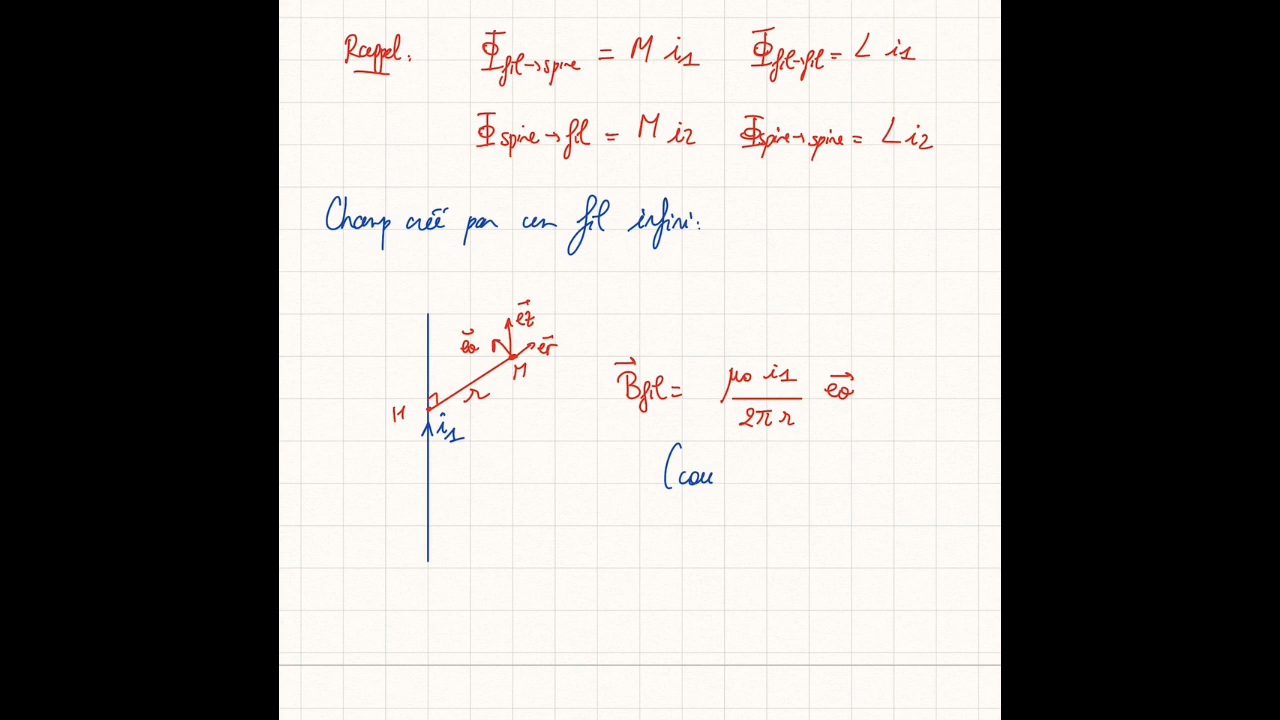 Rappel: Φfil→spire = M i1 Φfil→fil = L i1
Φspire→fil = M i2 Φspire→spire = L i2
Champ créé par un fil infini:
ez
eθ er
M
r
H
i1
Bfil = μ0 i1 / 2π r eθ
(cou